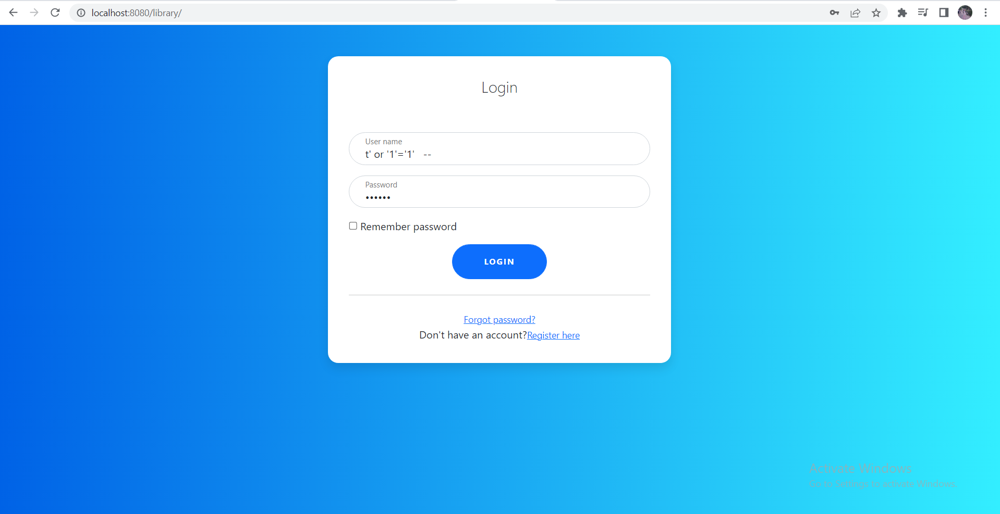 localhost:8080/library/
Login
User name
t' or '1'='1'   --
Password
••••••
Remember password
LOGIN
Forgot password?
Don't have an account?Register here
Activate Windows
Go to Settings to activate Windows.